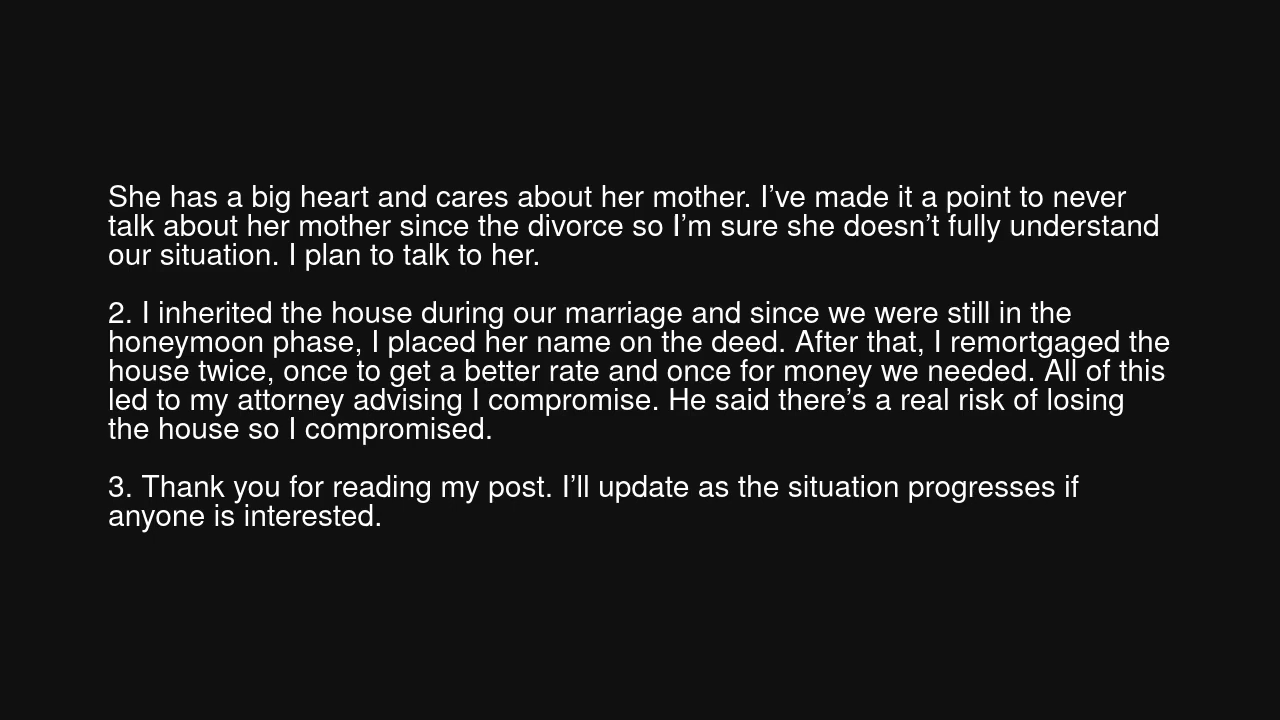 She has a big heart and cares about her mother. I’ve made it a point to never
talk about her mother since the divorce so I’m sure she doesn’t fully understand
our situation. I plan to talk to her.
2. I inherited the house during our marriage and since we were still in the
honeymoon phase, I placed her name on the deed. After that, I remortgaged the
house twice, once to get a better rate and once for money we needed. All of this
led to my attorney advising I compromise. He said there’s a real risk of losing
the house so I compromised.
3. Thank you for reading my post. I’ll update as the situation progresses if
anyone is interested.